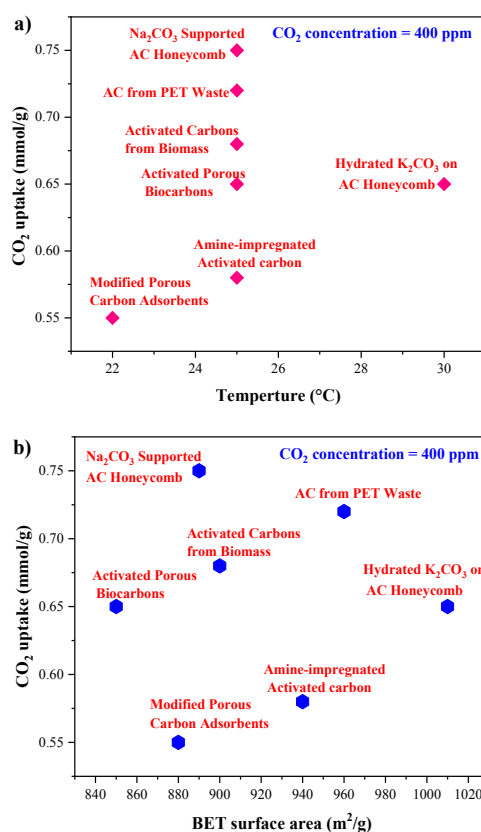 a)
Na₂CO₃ Supported
AC Honeycomb
CO₂ concentration = 400 ppm
0.75
AC from PET Waste
0.70
Activated Carbons
from Biomass
Activated Porous
Biocarbons
Hydrated K₂CO₃ on
AC Honeycomb
0.65
CO₂ uptake (mmol/g)
0.60
Amine-impregnated
Activated carbon
Modified Porous
Carbon Adsorbents
0.55
22 24 26 28 30
Temperture (°C)
b)
Na₂CO₃ Supported
AC Honeycomb
CO₂ concentration = 400 ppm
0.75
AC from PET Waste
0.70
Activated Carbons
from Biomass
Activated Porous
Biocarbons
Hydrated K₂CO₃ on
AC Honeycomb
0.65
CO₂ uptake (mmol/g)
0.60
Amine-impregnated
Activated carbon
Modified Porous
Carbon Adsorbents
0.55
840 860 880 900 920 940 960 980 1000 1020
BET surface area (m²/g)